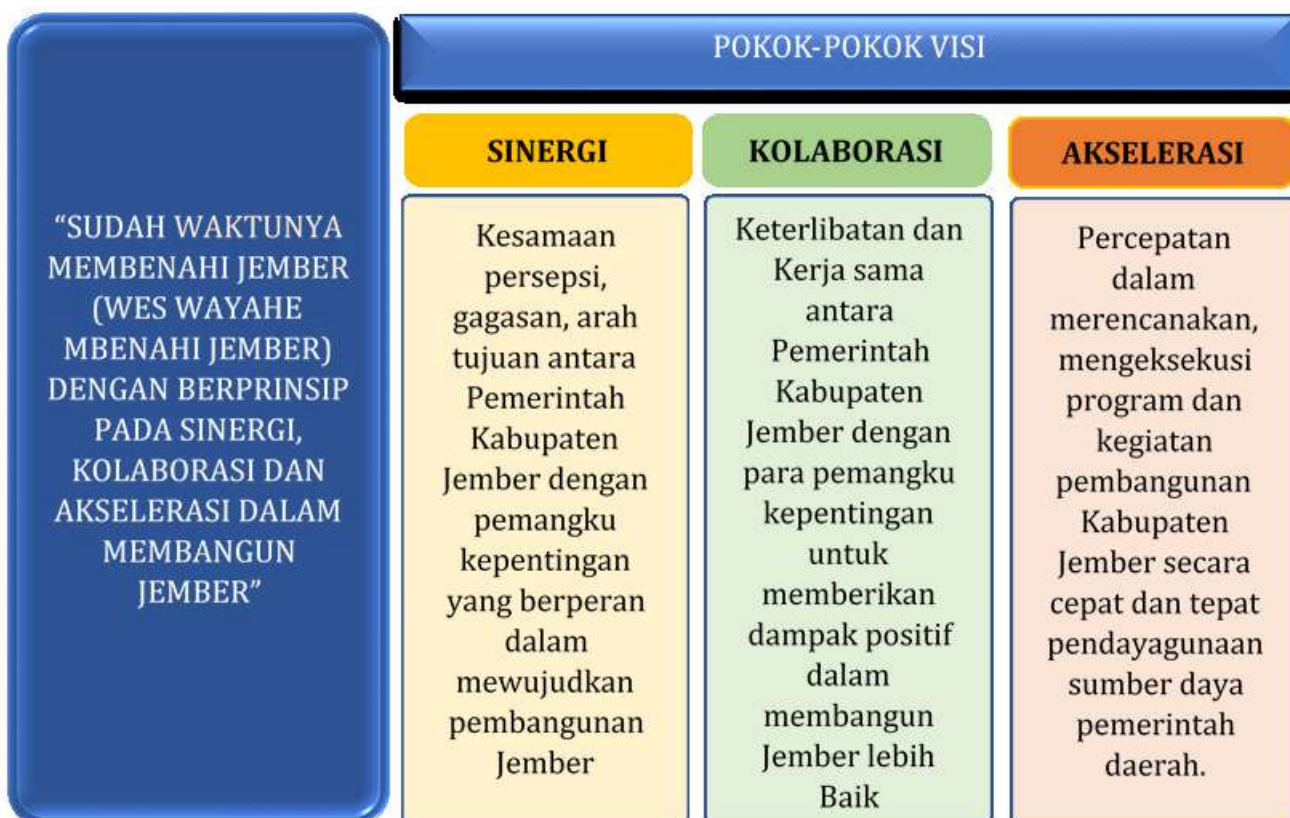 “SUDAH WAKTUNYA
MEMBENAHI JEMBER
(WES WAYAHE
MBENAHI JEMBER)
DENGAN BERPRINSIP
PADA SINERGI,
KOLABORASI DAN
AKSELERASI DALAM
MEMBANGUN
JEMBER”
POKOK-POKOK VISI
SINERGI
Kesamaan
persepsi,
gagasan, arah
tujuan antara
Pemerintah
Kabupaten
Jember dengan
pemangku
kepentingan
yang berperan
dalam
mewujudkan
pembangunan
Jember
KOLABORASI
Keterlibatan dan
Kerja sama
antara
Pemerintah
Kabupaten
Jember dengan
para pemangku
kepentingan
untuk
memberikan
dampak positif
dalam
membangun
Jember lebih
Baik
AKSELERASI
Percepatan
dalam
merencanakan,
mengeksekusi
program dan
kegiatan
pembangunan
Kabupaten
Jember secara
cepat dan tepat
pendayagunaan
sumber daya
pemerintah
daerah.